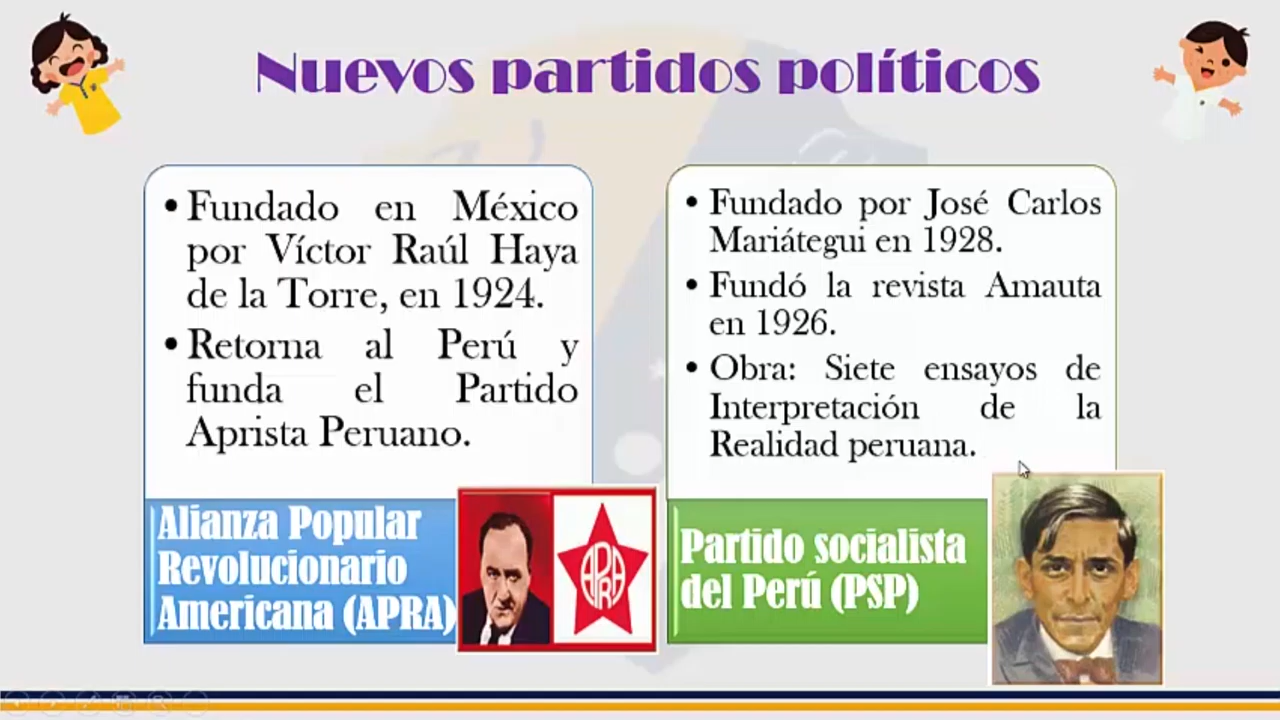 Nuevos partidos políticos
• Fundado en México
por Víctor Raúl Haya
de la Torre, en 1924.
• Retorna al Perú y
funda el Partido
Aprista Peruano.
Alianza Popular
Revolucionario
Americana (APRA)
APRA
• Fundado por José Carlos
Mariátegui en 1928.
• Fundó la revista Amauta
en 1926.
• Obra: Siete ensayos de
Interpretación de la
Realidad peruana.
Partido socialista
del Perú (PSP)